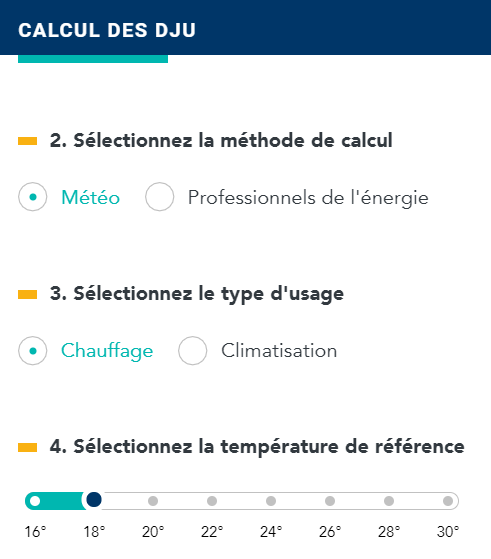 CALCUL DES DJU
2. Sélectionnez la méthode de calcul
Météo Professionnels de l'énergie
3. Sélectionnez le type d'usage
Chauffage Climatisation
4. Sélectionnez la température de référence
16° 18° 20° 22° 24° 26° 28° 30°